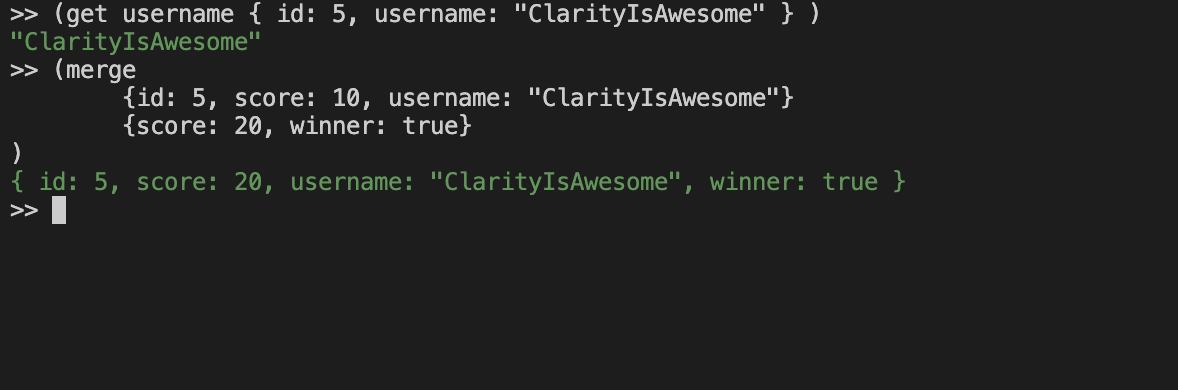 >> (get username { id: 5, username: "ClarityIsAwesome" } )
"ClarityIsAwesome"
>> (merge
        {id: 5, score: 10, username: "ClarityIsAwesome"}
        {score: 20, winner: true}
)
{ id: 5, score: 20, username: "ClarityIsAwesome", winner: true }
>>